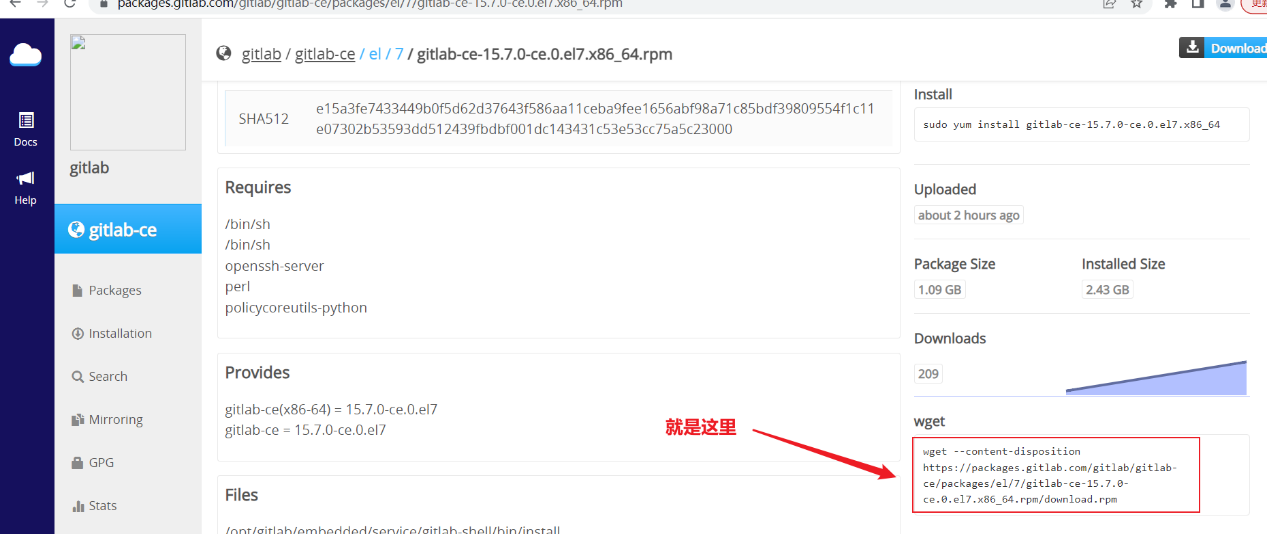 packages.gitlab.com/gitlab/gitlab-ce/packages/el/7/gitlab-ce-15.7.0-ce.0.el7.x86_64.rpm
gitlab / gitlab-ce / el / 7 / gitlab-ce-15.7.0-ce.0.el7.x86_64.rpm
Download
Docs
Help
gitlab
gitlab-ce
Packages
Installation
Search
Mirroring
GPG
Stats
SHA512
e15a3fe7433449b0f5d62d37643f586aa11ceba9fee1656abf98a71c85bdf39809554f1c11
e07302b53593dd512439fbdbf001dc143431c53e53cc75a5c23000
Requires
/bin/sh
/bin/sh
openssh-server
perl
policycoreutils-python
Provides
gitlab-ce(x86-64) = 15.7.0-ce.0.el7
gitlab-ce = 15.7.0-ce.0.el7
就是这里
Files
/opt/gitlab/embedded/service/gitlab-shell/bin/install
Install
sudo yum install gitlab-ce-15.7.0-ce.0.el7.x86_64
Uploaded
about 2 hours ago
Package Size
Installed Size
1.09 GB
2.43 GB
Downloads
209
wget
wget --content-disposition
https://packages.gitlab.com/gitlab/gitlab-
ce/packages/el/7/gitlab-ce-15.7.0-
ce.0.el7.x86_64.rpm/download.rpm